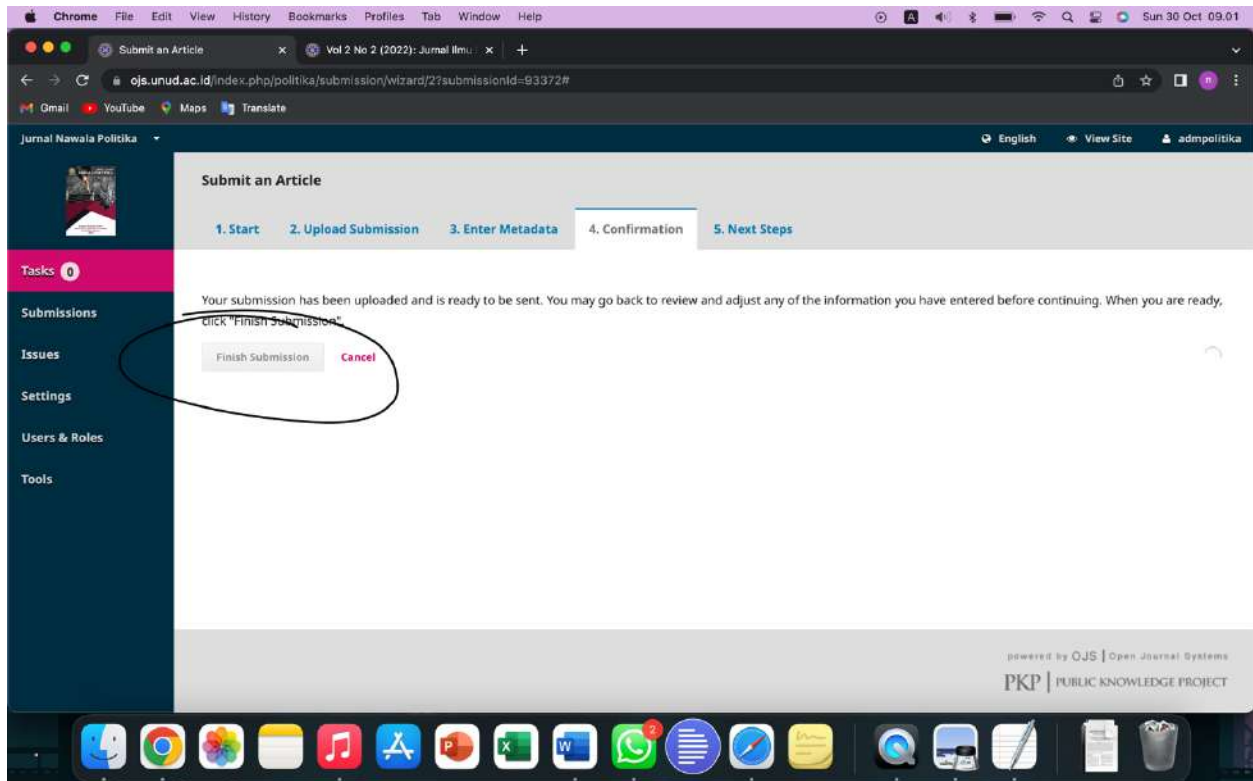 Chrome File Edit View History Bookmarks Profiles Tab Window Help A Sun 30 Oct 09.01
Submit an Article × Vol 2 No 2 (2022): Jurnal Ilmu × +
ojs.unud.ac.id/index.php/politika/submission/wizard/2?submissionId=93372# n
Gmail YouTube Maps Translate
Jurnal Nawala Politika English View Site admpolitika
Submit an Article
1. Start 2. Upload Submission 3. Enter Metadata 4. Confirmation 5. Next Steps
Tasks 0
Submissions
Issues
Settings
Users & Roles
Tools
Your submission has been uploaded and is ready to be sent. You may go back to review and adjust any of the information you have entered before continuing. When you are ready,
click "Finish Submission".
Finish Submission Cancel
powered by OJS | Open Journal Systems
PKP | PUBLIC KNOWLEDGE PROJECT
P X W 2